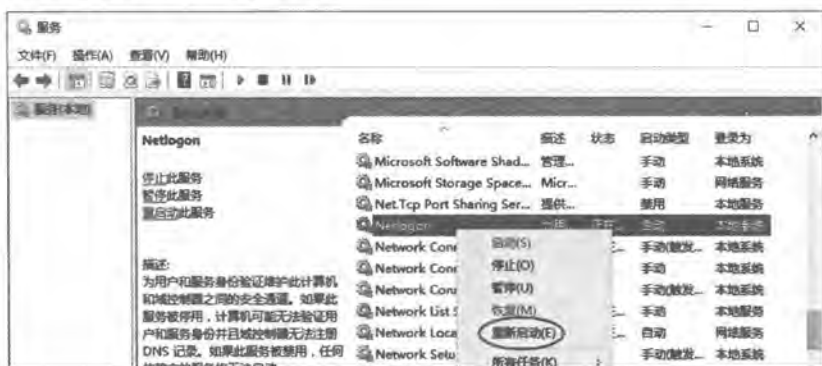 服务
文件(F) 操作(A) 查看(V) 帮助(H)
服务(本地)
Netlogon
停止此服务
暂停此服务
重启动此服务
描述:
为用户和服务身份验证维护此计算机
和域控制器之间的安全通道。如果此
服务被停用，计算机可能无法验证用
户和服务身份并且域控制器无法注册
DNS 记录。如果此服务被禁用，任何
名称 描述 状态 启动类型 登录为
Microsoft Software Shad... 管理... 手动 本地系统
Microsoft Storage Space... Micr... 手动 网络服务
Net.Tcp Port Sharing Ser... 提供... 禁用 本地服务
Netlogon 正在... 自动 本地系统
Network Con 手动(触发... 本地系统
Network Con 手动 本地系统
Network Con 手动(触发... 本地系统
Network List S 手动 本地服务
Network Loca 自动 网络服务
Network Setu 手动(触发... 本地系统
启动(S)
停止(O)
暂停(U)
恢复(M)
重新启动(E)
所有任务(K)